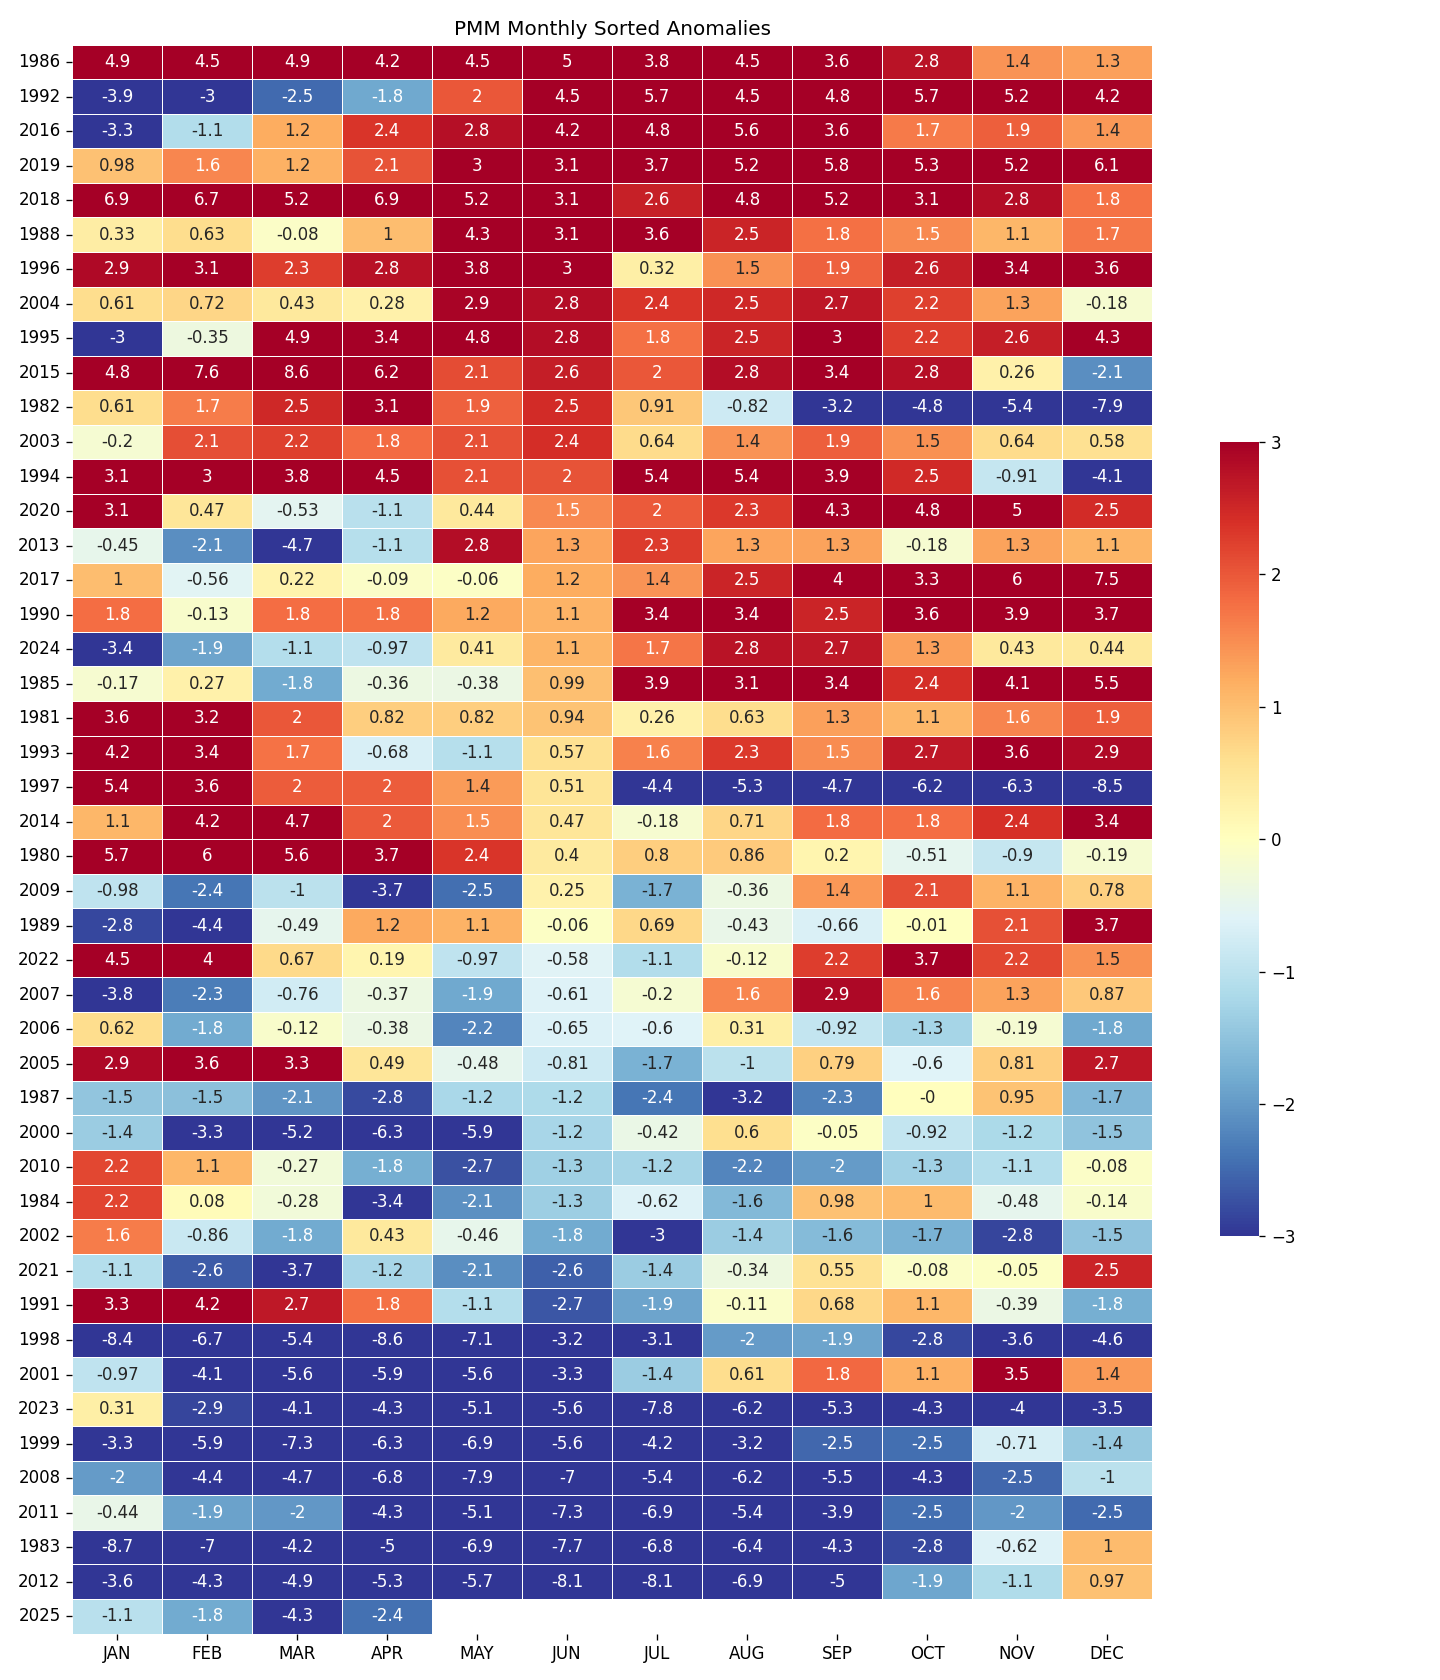 PMM Monthly Sorted Anomalies
1986 4.9 4.5 4.9 4.2 4.5 5 3.8 4.5 3.6 2.8 1.4 1.3
1992 -3.9 -3 -2.5 -1.8 2 4.5 5.7 4.5 4.8 5.7 5.2 4.2
2016 -3.3 -1.1 1.2 2.4 2.8 4.2 4.8 5.6 3.6 1.7 1.9 1.4
2019 0.98 1.6 1.2 2.1 3 3.1 3.7 5.2 5.8 5.3 5.2 6.1
2018 6.9 6.7 5.2 6.9 5.2 3.1 2.6 4.8 5.2 3.1 2.8 1.8
1988 0.33 0.63 -0.08 1 4.3 3.1 3.6 2.5 1.8 1.5 1.1 1.7
1996 2.9 3.1 2.3 2.8 3.8 3 0.32 1.5 1.9 2.6 3.4 3.6
2004 0.61 0.72 0.43 0.28 2.9 2.8 2.4 2.5 2.7 2.2 1.3 -0.18
1995 -3 -0.35 4.9 3.4 4.8 2.8 1.8 2.5 3 2.2 2.6 4.3
2015 4.8 7.6 8.6 6.2 2.1 2.6 2 2.8 3.4 2.8 0.26 -2.1
1982 0.61 1.7 2.5 3.1 1.9 2.5 0.91 -0.82 -3.2 -4.8 -5.4 -7.9
2003 -0.2 2.1 2.2 1.8 2.1 2.4 0.64 1.4 1.9 1.5 0.64 0.58
1994 3.1 3 3.8 4.5 2.1 2 5.4 5.4 3.9 2.5 -0.91 -4.1
2020 3.1 0.47 -0.53 -1.1 0.44 1.5 2 2.3 4.3 4.8 5 2.5
2013 -0.45 -2.1 -4.7 -1.1 2.8 1.3 2.3 1.3 1.3 -0.18 1.3 1.1
2017 1 -0.56 0.22 -0.09 -0.06 1.2 1.4 2.5 4 3.3 6 7.5
1990 1.8 -0.13 1.8 1.8 1.2 1.1 3.4 3.4 2.5 3.6 3.9 3.7
2024 -3.4 -1.9 -1.1 -0.97 0.41 1.1 1.7 2.8 2.7 1.3 0.43 0.44
1985 -0.17 0.27 -1.8 -0.36 -0.38 0.99 3.9 3.1 3.4 2.4 4.1 5.5
1981 3.6 3.2 2 0.82 0.82 0.94 0.26 0.63 1.3 1.1 1.6 1.9
1993 4.2 3.4 1.7 -0.68 -1.1 0.57 1.6 2.3 1.5 2.7 3.6 2.9
1997 5.4 3.6 2 2 1.4 0.51 -4.4 -5.3 -4.7 -6.2 -6.3 -8.5
2014 1.1 4.2 4.7 2 1.5 0.47 -0.18 0.71 1.8 1.8 2.4 3.4
1980 5.7 6 5.6 3.7 2.4 0.4 0.8 0.86 0.2 -0.51 -0.9 -0.19
2009 -0.98 -2.4 -1 -3.7 -2.5 0.25 -1.7 -0.36 1.4 2.1 1.1 0.78
1989 -2.8 -4.4 -0.49 1.2 1.1 -0.06 0.69 -0.43 -0.66 -0.01 2.1 3.7
2022 4.5 4 0.67 0.19 -0.97 -0.58 -1.1 -0.12 2.2 3.7 2.2 1.5
2007 -3.8 -2.3 -0.76 -0.37 -1.9 -0.61 -0.2 1.6 2.9 1.6 1.3 0.87
2006 0.62 -1.8 -0.12 -0.38 -2.2 -0.65 -0.6 0.31 -0.92 -1.3 -0.19 -1.8
2005 2.9 3.6 3.3 0.49 -0.48 -0.81 -1.7 -1 0.79 -0.6 0.81 2.7
1987 -1.5 -1.5 -2.1 -2.8 -1.2 -1.2 -2.4 -3.2 -2.3 -0 0.95 -1.7
2000 -1.4 -3.3 -5.2 -6.3 -5.9 -1.2 -0.42 0.6 -0.05 -0.92 -1.2 -1.5
2010 2.2 1.1 -0.27 -1.8 -2.7 -1.3 -1.2 -2.2 -2 -1.3 -1.1 -0.08
1984 2.2 0.08 -0.28 -3.4 -2.1 -1.3 -0.62 -1.6 0.98 1 -0.48 -0.14
2002 1.6 -0.86 -1.8 0.43 -0.46 -1.8 -3 -1.4 -1.6 -1.7 -2.8 -1.5
2021 -1.1 -2.6 -3.7 -1.2 -2.1 -2.6 -1.4 -0.34 0.55 -0.08 -0.05 2.5
1991 3.3 4.2 2.7 1.8 -1.1 -2.7 -1.9 -0.11 0.68 1.1 -0.39 -1.8
1998 -8.4 -6.7 -5.4 -8.6 -7.1 -3.2 -3.1 -2 -1.9 -2.8 -3.6 -4.6
2001 -0.97 -4.1 -5.6 -5.9 -5.6 -3.3 -1.4 0.61 1.8 1.1 3.5 1.4
2023 0.31 -2.9 -4.1 -4.3 -5.1 -5.6 -7.8 -6.2 -5.3 -4.3 -4 -3.5
1999 -3.3 -5.9 -7.3 -6.3 -6.9 -5.6 -4.2 -3.2 -2.5 -2.5 -0.71 -1.4
2008 -2 -4.4 -4.7 -6.8 -7.9 -7 -5.4 -6.2 -5.5 -4.3 -2.5 -1
2011 -0.44 -1.9 -2 -4.3 -5.1 -7.3 -6.9 -5.4 -3.9 -2.5 -2 -2.5
1983 -8.7 -7 -4.2 -5 -6.9 -7.7 -6.8 -6.4 -4.3 -2.8 -0.62 1
2012 -3.6 -4.3 -4.9 -5.3 -5.7 -8.1 -8.1 -6.9 -5 -1.9 -1.1 0.97
2025 -1.1 -1.8 -4.3 -2.4
JAN FEB MAR APR MAY JUN JUL AUG SEP OCT NOV DEC
3
2
1
0
−1
−2
−3